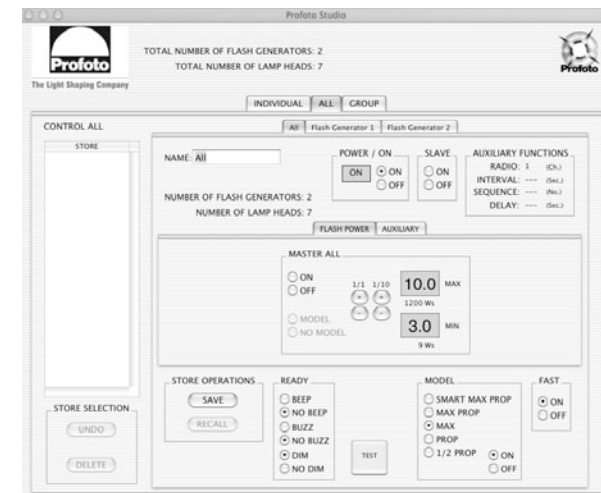 Profoto Studio
Profoto
The Light Shaping Company
TOTAL NUMBER OF FLASH GENERATORS: 2
TOTAL NUMBER OF LAMP HEADS: 7
Profoto
INDIVIDUAL ALL GROUP
CONTROL ALL
STORE
STORE SELECTION
UNDO
DELETE
All Flash Generator 1 Flash Generator 2
NAME: All
NUMBER OF FLASH GENERATORS: 2
NUMBER OF LAMP HEADS: 7
POWER / ON
ON ON
OFF
SLAVE
ON
OFF
AUXILIARY FUNCTIONS
RADIO: 1 (Ch.)
INTERVAL: --- (Sec.)
SEQUENCE: --- (No.)
DELAY: --- (Sec.)
FLASH POWER AUXILIARY
MASTER ALL
ON
OFF
MODEL
NO MODEL
1/1 1/10
+ +
- -
10.0 MAX
1200 Ws
3.0 MIN
9 Ws
STORE OPERATIONS
SAVE
RECALL
READY
BEEP
NO BEEP
BUZZ
NO BUZZ
DIM
NO DIM
TEST
MODEL
SMART MAX PROP
MAX PROP
MAX
PROP
1/2 PROP
ON
OFF
FAST
ON
OFF